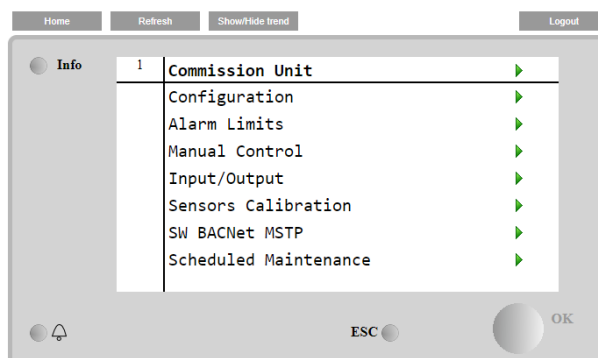 Home Refresh Show/Hide trend Logout
Info
1 Commission Unit
Configuration
Alarm Limits
Manual Control
Input/Output
Sensors Calibration
SW BACNet MSTP
Scheduled Maintenance
ESC OK